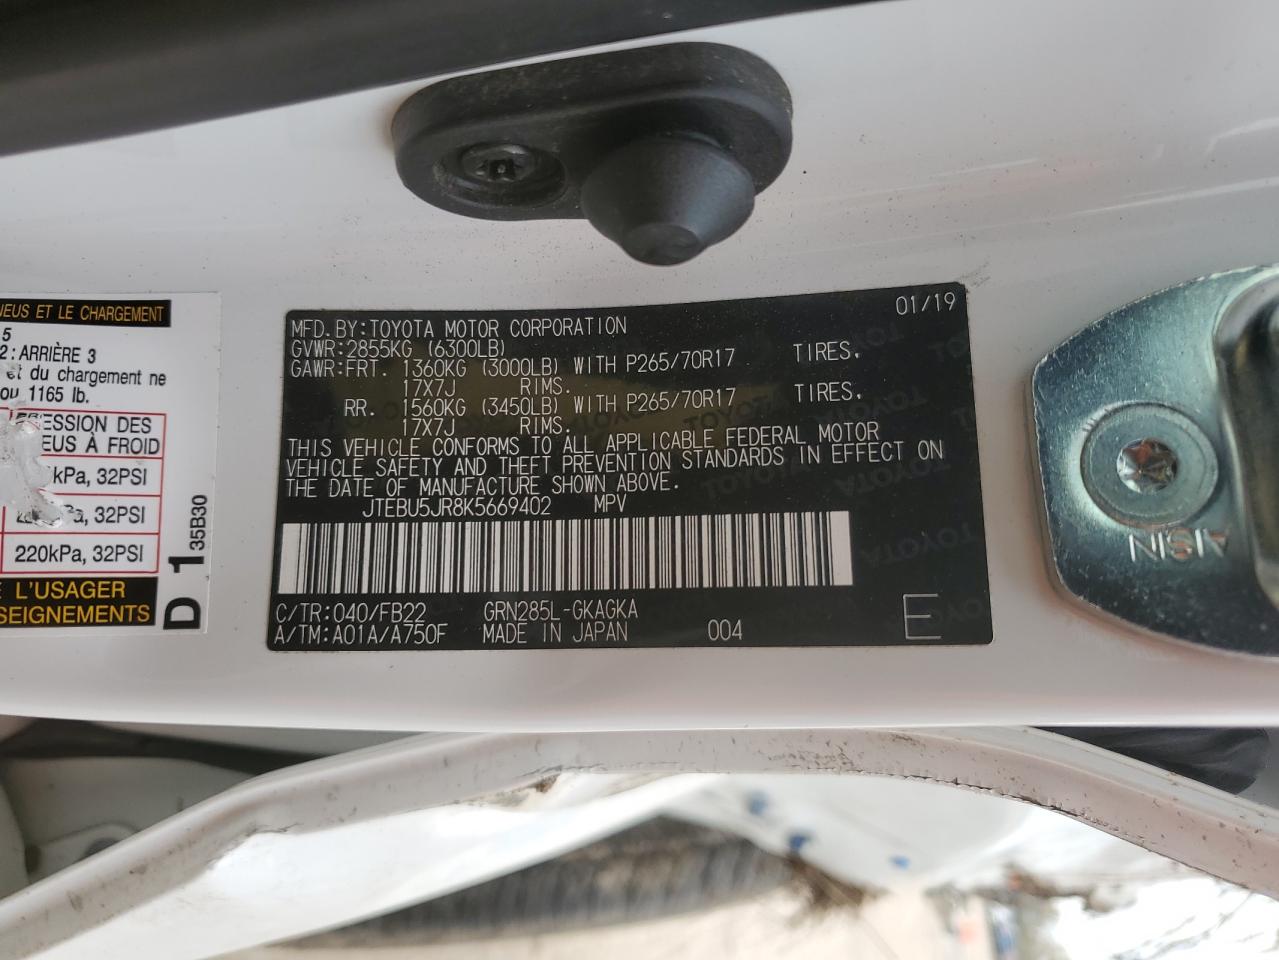 NEUS ET LE CHARGEMENT
5
2 : ARRIÈRE 3
et du chargement ne
ou 1165 lb.
ESSION DES
EUS À FROID
kPa, 32PSI
a, 32PSI
220kPa, 32PSI
E L'USAGER
SEIGNEMENTS
D 1 35B30
01/19
MFD.BY:TOYOTA MOTOR CORPORATION
GVWR:2855KG (6300LB)
GAWR:FRT. 1360KG (3000LB) WITH P265/70R17 TIRES.
17X7J RIMS.
RR. 1560KG (3450LB) WITH P265/70R17 TIRES.
17X7J RIMS.
THIS VEHICLE CONFORMS TO ALL APPLICABLE FEDERAL MOTOR
VEHICLE SAFETY AND THEFT PREVENTION STANDARDS IN EFFECT ON
THE DATE OF MANUFACTURE SHOWN ABOVE.
JTEBU5JR8K5669402 MPV
C/TR:040/FB22 GRN285L-GKAGKA
A/TM:A01A/A750F MADE IN JAPAN 004
E
AISIN